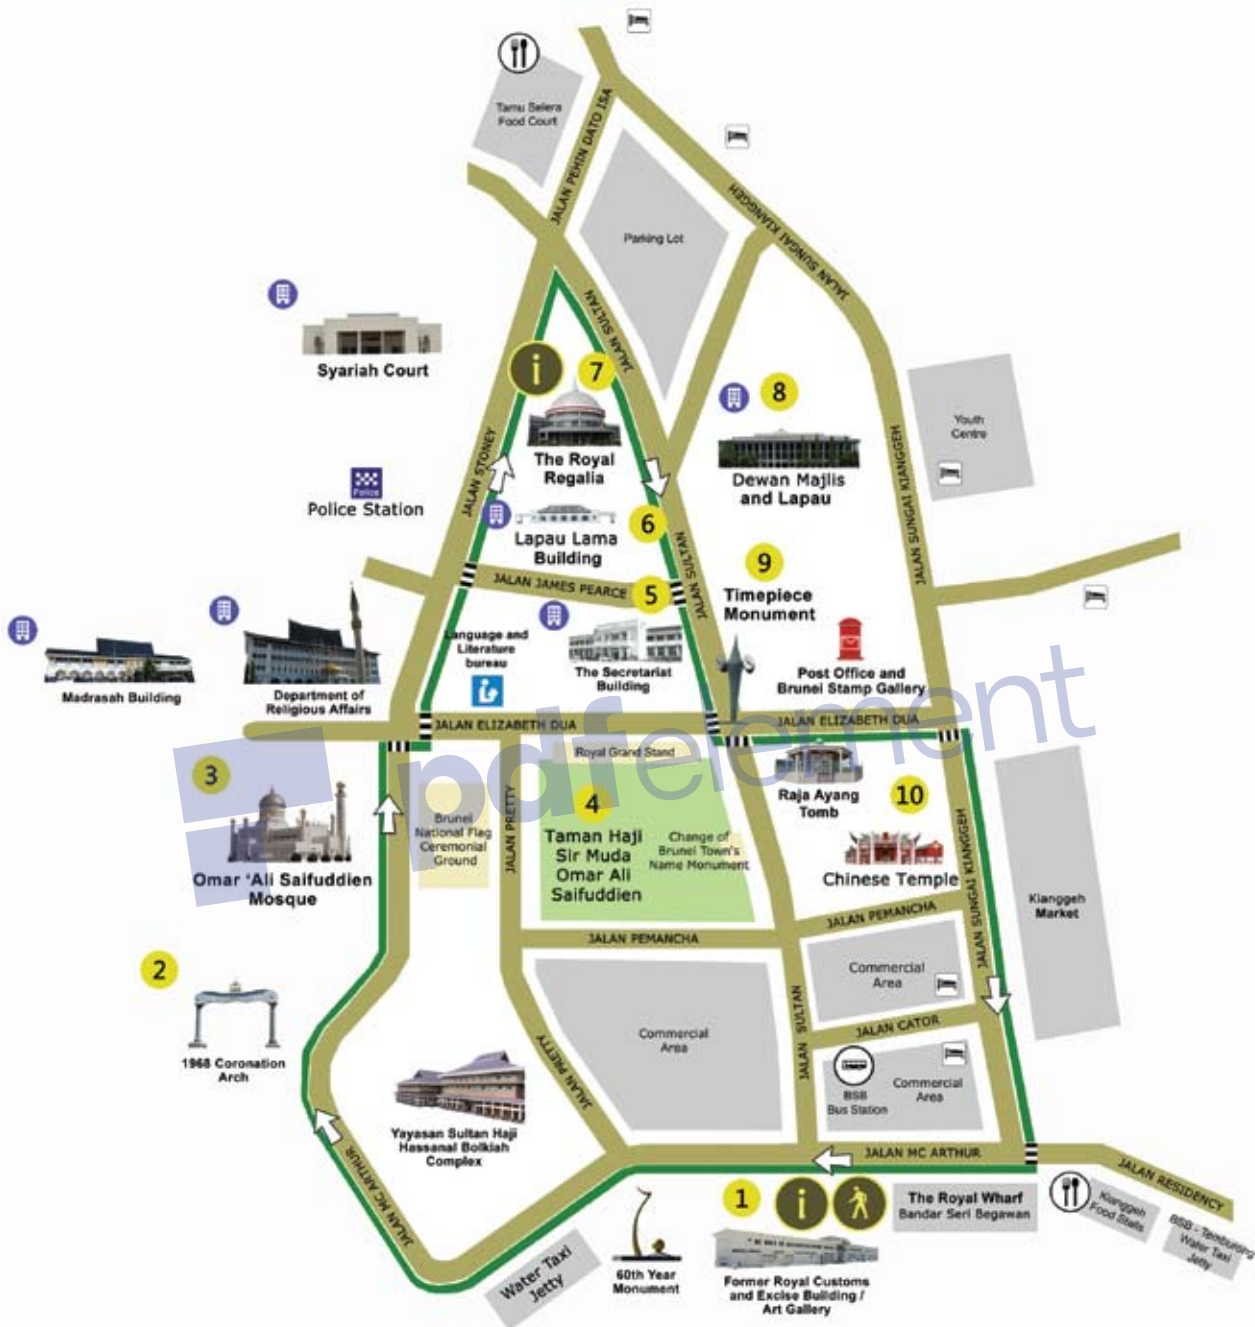 Tamu Selera
Food Court
JALAN PEHIN DATO ISA
Parking Lot
JALAN SUNGAI KIANGGEH
JALAN SUNGAI KIANGGEH
JALAN SULTAN
JALAN SULTAN
Syariah Court
i
7
The Royal
Regalia
8
Dewan Majlis
and Lapau
Youth
Centre
JALAN STONEY
Police
Police Station
6
Lapau Lama
Building
JALAN SULTAN
JALAN SUNGAI KIANGGEH
9
Timepiece
Monument
JALAN JAMES PEARCE
5
Language and
Literature
bureau
The Secretariat
Building
Post Office and
Brunei Stamp Gallery
Madrasah Building
Department of
Religious Affairs
JALAN ELIZABETH DUA
JALAN ELIZABETH DUA
Royal Grand Stand
pdfelement
3
Omar 'Ali Saifuddien
Mosque
Brunei
National Flag
Ceremonial
Ground
JALAN PRETTY
4
Taman Haji
Sir Muda
Omar Ali
Saifuddien
Change of
Brunei Town's
Name Monument
Raja Ayang
Tomb
10
Chinese Temple
JALAN SUNGAI KIANGGEH
Kianggeh
Market
JALAN PEMANCHA
JALAN PEMANCHA
2
1968 Coronation
Arch
Commercial
Area
Commercial
Area
JALAN SULTAN
JALAN CATOR
JALAN PRETTY
BSB
Bus Station
Commercial
Area
Yayasan Sultan Haji
Hassanal Bolkiah
Complex
JALAN MC ARTHUR
JALAN MC ARTHUR
JALAN RESIDENCY
1
i
The Royal Wharf
Bandar Seri Begawan
Kianggeh
Food Stalls
BSB - Temburong
Water Taxi
Jetty
Water Taxi
Jetty
60th Year
Monument
Former Royal Customs
and Excise Building /
Art Gallery